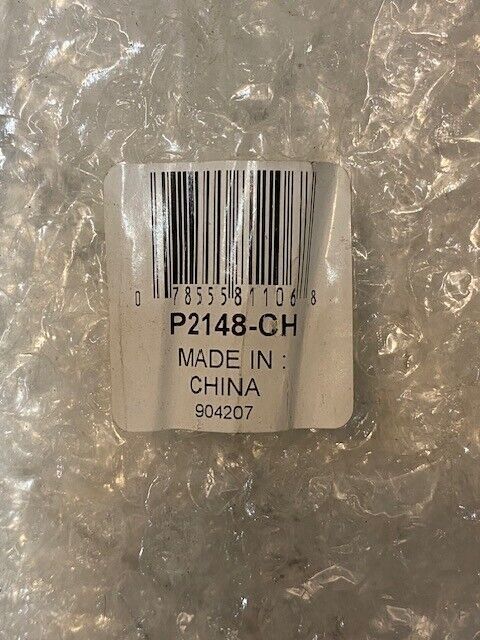 0 78555 81106 8
P2148-CH
MADE IN :
CHINA
904207